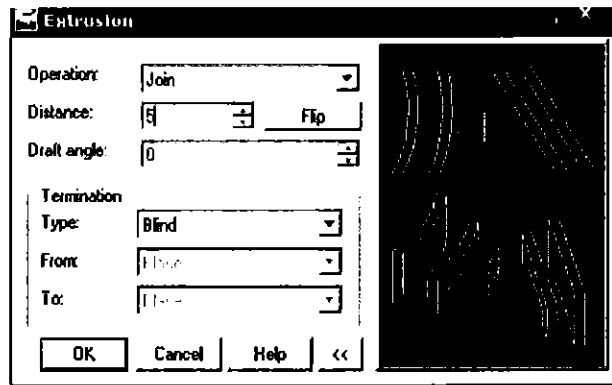 Extrusion
Operation: Join
Distance: 5 Flip
Draft angle: 0
Termination
Type: Blind
From:
To:
OK Cancel Help <<